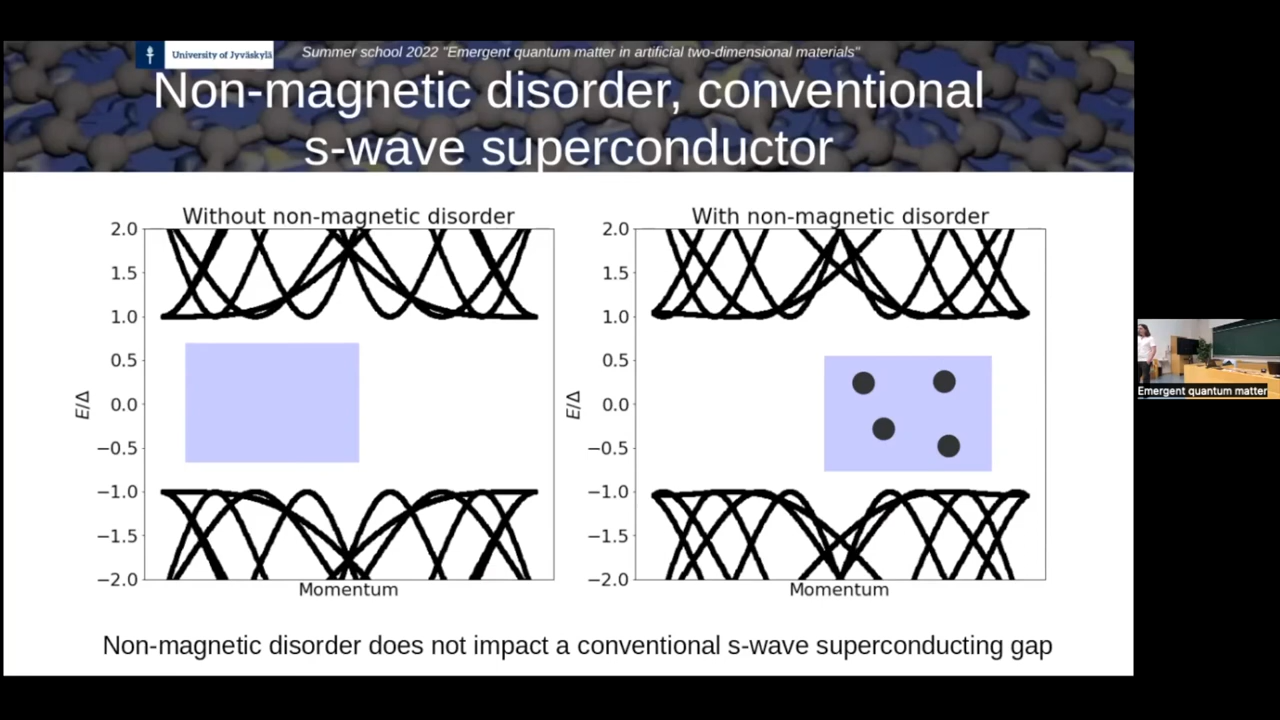 University of Jyväskylä
Summer school 2022 "Emergent quantum matter in artificial two-dimensional materials"
Non-magnetic disorder, conventional
s-wave superconductor
Without non-magnetic disorder
2.0
1.5
1.0
0.5
0.0
−0.5
−1.0
−1.5
−2.0
E/Δ
Momentum
With non-magnetic disorder
2.0
1.5
1.0
0.5
0.0
−0.5
−1.0
−1.5
−2.0
E/Δ
Momentum
Non-magnetic disorder does not impact a conventional s-wave superconducting gap
Emergent quantum matter